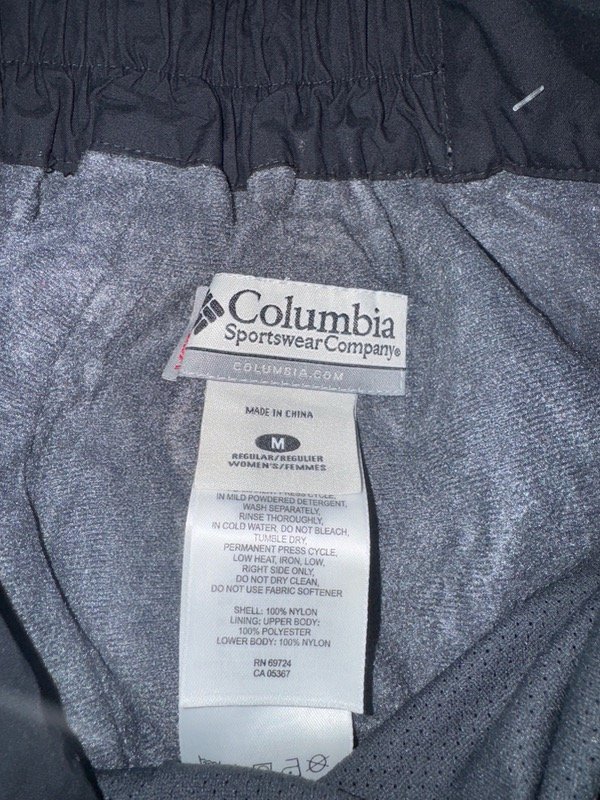 Columbia
Sportswear Company®
COLUMBIA.COM
MADE IN CHINA
M
REGULAR/REGULIER
WOMEN'S/FEMMES
PRESS CYCLE,
IN MILD POWDERED DETERGENT,
WASH SEPARATELY,
RINSE THOROUGHLY,
IN COLD WATER, DO NOT BLEACH,
TUMBLE DRY,
PERMANENT PRESS CYCLE,
LOW HEAT, IRON, LOW,
RIGHT SIDE ONLY,
DO NOT DRY CLEAN,
DO NOT USE FABRIC SOFTENER
SHELL: 100% NYLON
LINING: UPPER BODY:
100% POLYESTER
LOWER BODY: 100% NYLON
RN 69724
CA 05367